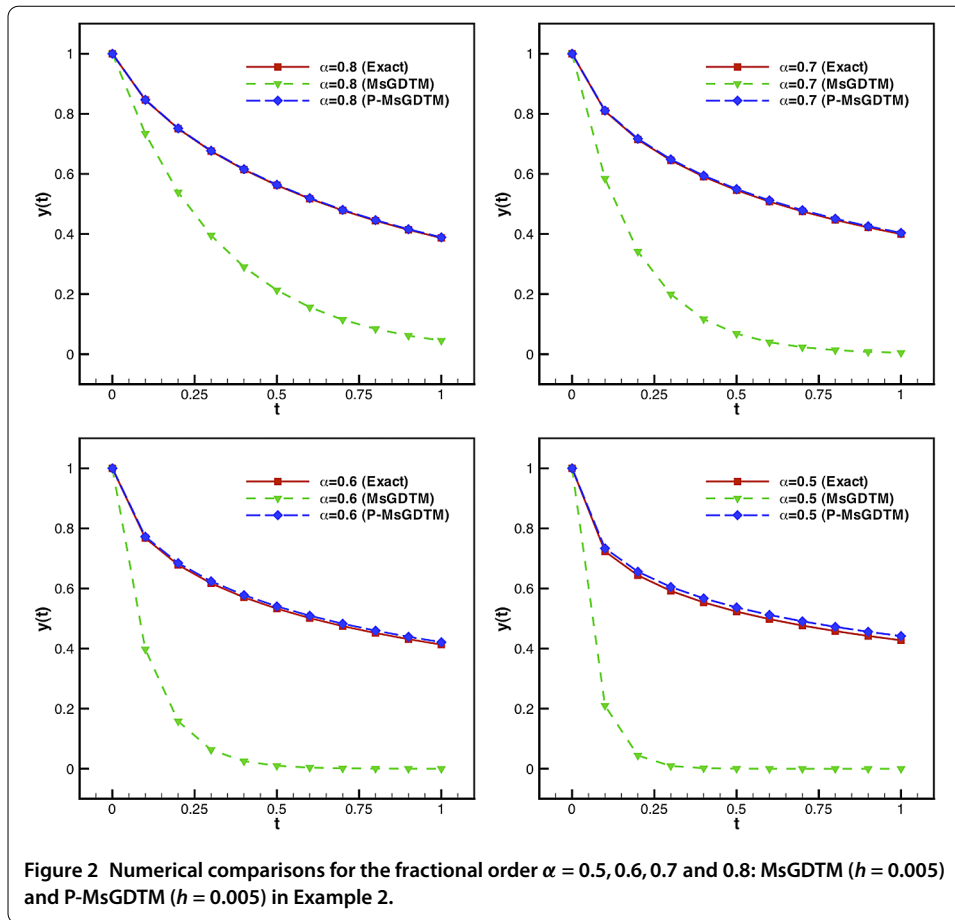 1
0.8
0.6
0.4
0.2
0
y(t)
0
0.25
0.5
0.75
1
t
α=0.8 (Exact)
α=0.8 (MsGDTM)
α=0.8 (P-MsGDTM)
1
0.8
0.6
0.4
0.2
0
y(t)
0
0.25
0.5
0.75
1
t
α=0.7 (Exact)
α=0.7 (MsGDTM)
α=0.7 (P-MsGDTM)
1
0.8
0.6
0.4
0.2
0
y(t)
0
0.25
0.5
0.75
1
t
α=0.6 (Exact)
α=0.6 (MsGDTM)
α=0.6 (P-MsGDTM)
1
0.8
0.6
0.4
0.2
0
y(t)
0
0.25
0.5
0.75
1
t
α=0.5 (Exact)
α=0.5 (MsGDTM)
α=0.5 (P-MsGDTM)
Figure 2 Numerical comparisons for the fractional order α = 0.5, 0.6, 0.7 and 0.8: MsGDTM (h = 0.005)
and P-MsGDTM (h = 0.005) in Example 2.